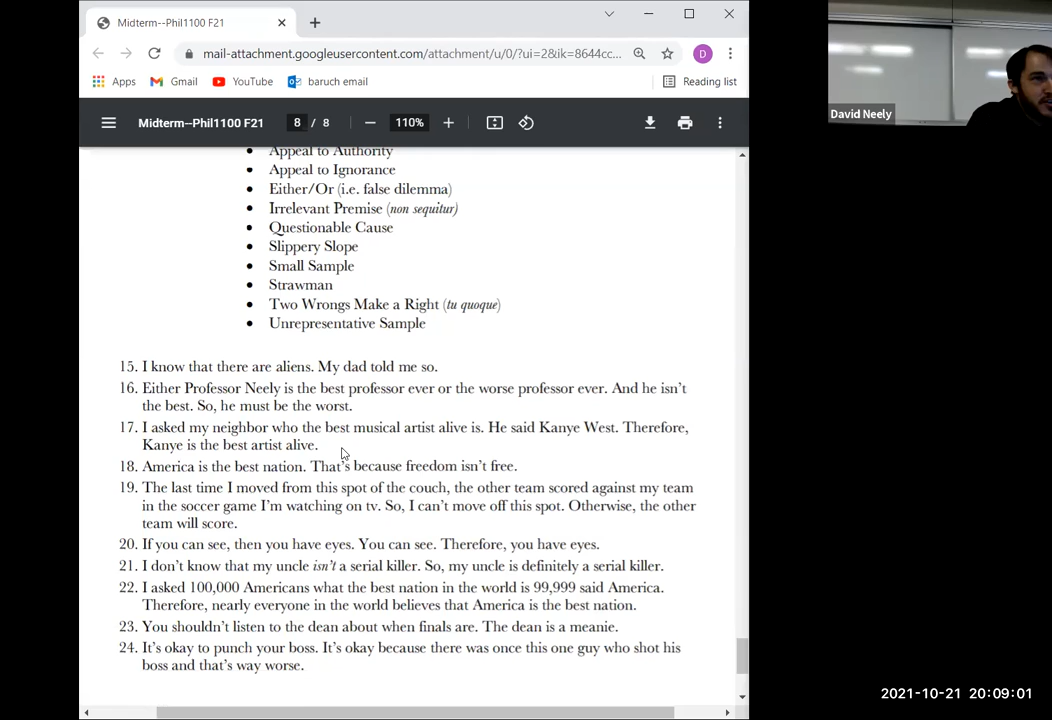 Midterm--Phil1100 F21
mail-attachment.googleusercontent.com/attachment/u/0/?ui=2&ik=8644cc...
D
Apps
Gmail
YouTube
baruch email
Reading list
Midterm--Phil1100 F21
8 / 8
110%
David Neely
• Appeal to Authority
• Appeal to Ignorance
• Either/Or (i.e. false dilemma)
• Irrelevant Premise (non sequitur)
• Questionable Cause
• Slippery Slope
• Small Sample
• Strawman
• Two Wrongs Make a Right (tu quoque)
• Unrepresentative Sample
15. I know that there are aliens. My dad told me so.
16. Either Professor Neely is the best professor ever or the worse professor ever. And he isn't
the best. So, he must be the worst.
17. I asked my neighbor who the best musical artist alive is. He said Kanye West. Therefore,
Kanye is the best artist alive.
18. America is the best nation. That's because freedom isn't free.
19. The last time I moved from this spot of the couch, the other team scored against my team
in the soccer game I'm watching on tv. So, I can't move off this spot. Otherwise, the other
team will score.
20. If you can see, then you have eyes. You can see. Therefore, you have eyes.
21. I don't know that my uncle isn't a serial killer. So, my uncle is definitely a serial killer.
22. I asked 100,000 Americans what the best nation in the world is 99,999 said America.
Therefore, nearly everyone in the world believes that America is the best nation.
23. You shouldn't listen to the dean about when finals are. The dean is a meanie.
24. It's okay to punch your boss. It's okay because there was once this one guy who shot his
boss and that's way worse.
2021-10-21 20:09:01